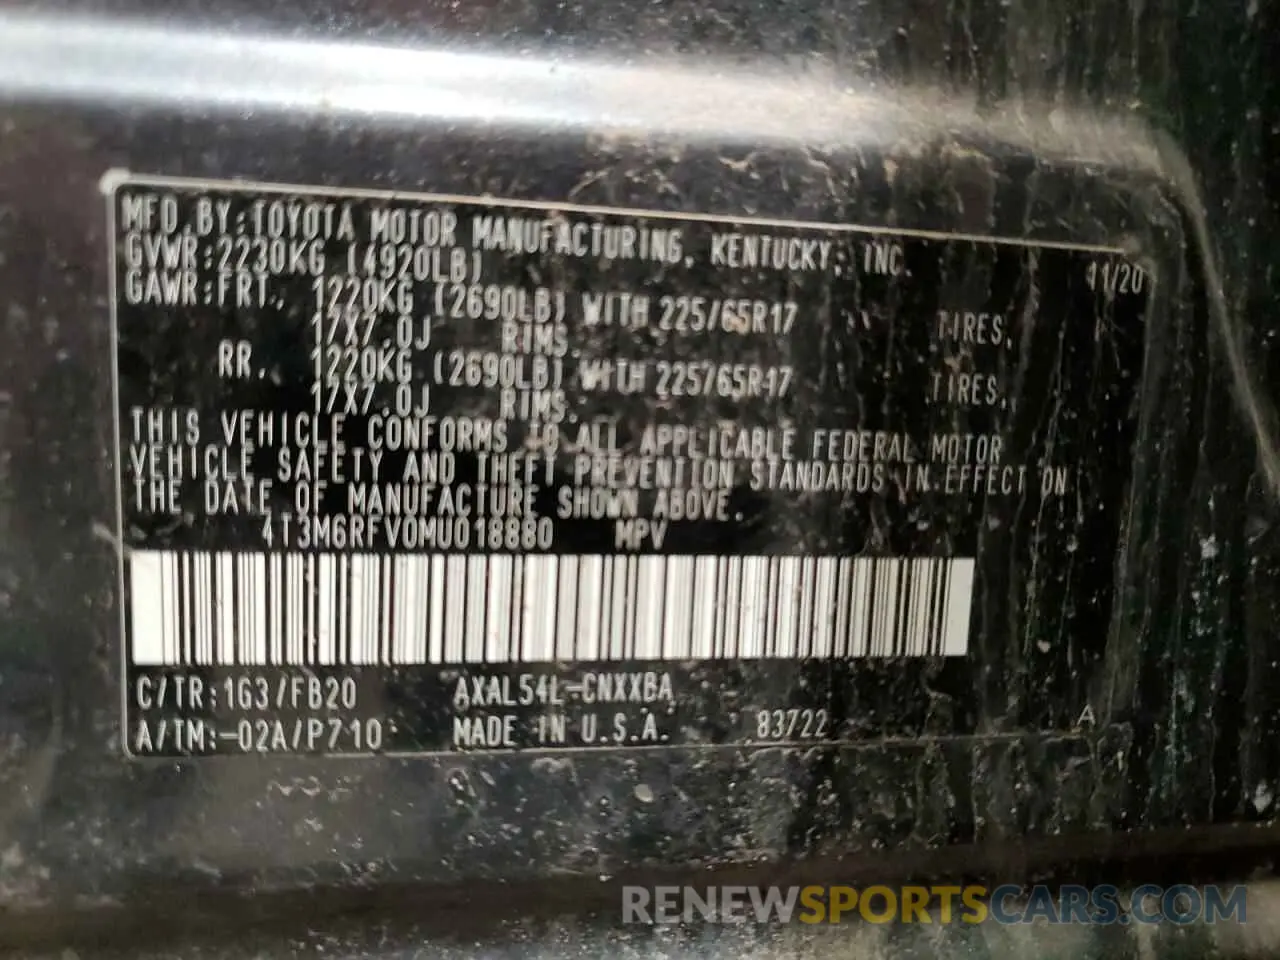 MFD. BY: TOYOTA MOTOR MANUFACTURING, KENTUCKY, INC.
GVWR: 2230KG (4920LB) 11/20
GAWR: FRT. 1220KG (2690LB) WITH 225/65R17 TIRES,
17X7.0J RIMS.
RR. 1220KG (2690LB) WITH 225/65R17 TIRES,
17X7.0J RIMS.
THIS VEHICLE CONFORMS TO ALL APPLICABLE FEDERAL MOTOR
VEHICLE SAFETY AND THEFT PREVENTION STANDARDS IN EFFECT ON
THE DATE OF MANUFACTURE SHOWN ABOVE.
4T3M6RFV0MU018880 MPV
C/TR: 1G3/FB20 AXAL54L-CNXXBA
A/TM: -02A/P710 MADE IN U.S.A. 83722 A
RENEWSPORTSCARS.COM